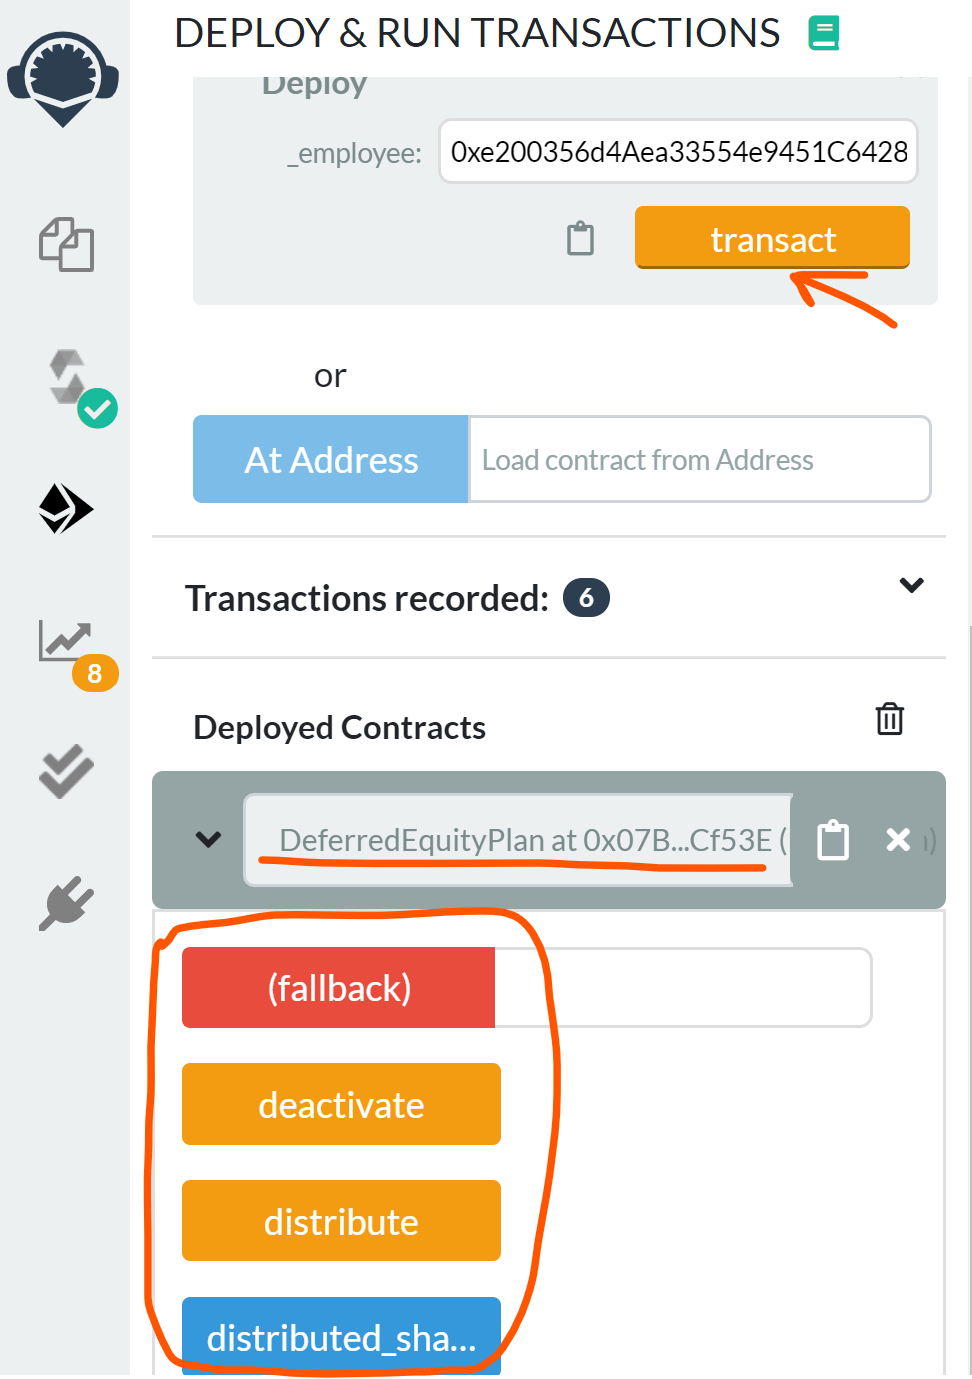 DEPLOY & RUN TRANSACTIONS
Deploy
_employee: 0xe200356d4Aea33554e9451C6428
transact
or
At Address Load contract from Address
Transactions recorded: 6
8
Deployed Contracts
DeferredEquityPlan at 0x07B...Cf53E (
(fallback)
deactivate
distribute
distributed_sha...